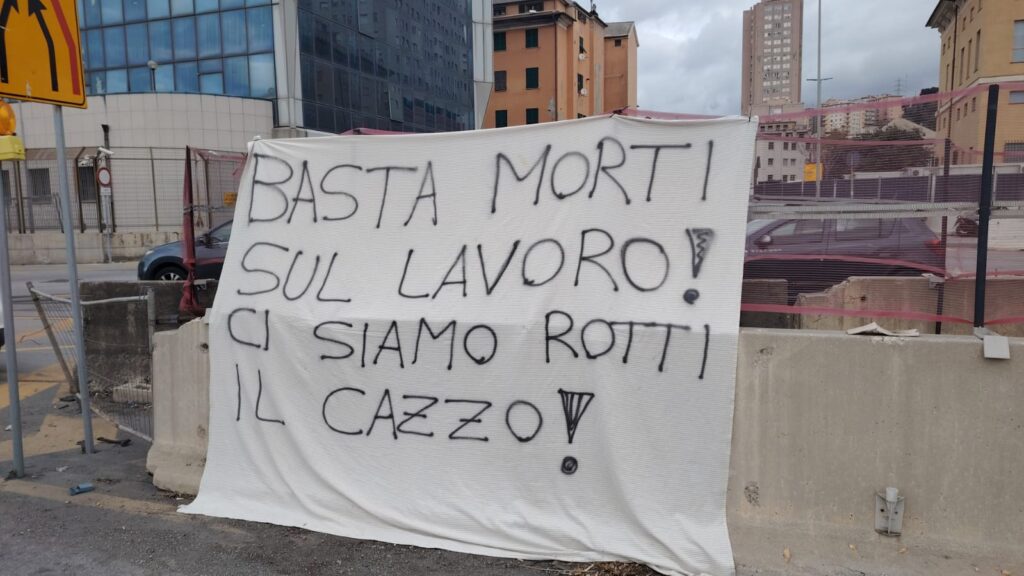 BASTA MORTI
SUL LAVORO!
CI SIAMO ROTTI
IL CAZZO!